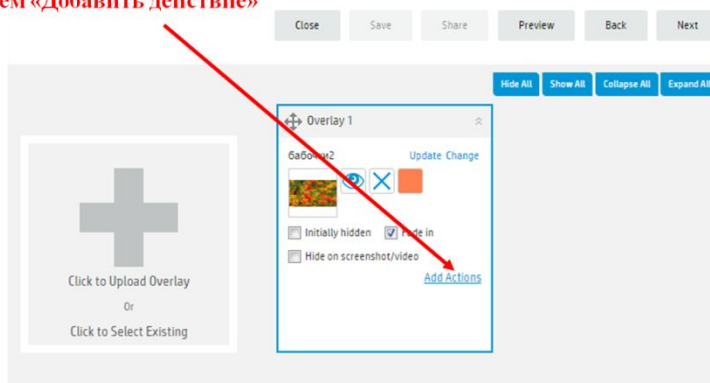 ем «Добавить действие»
Close Save Share Preview Back Next
Hide All Show All Collapse All Expand All
Overlay 1
бабочки2 Update Change
Initially hidden Fade in
Hide on screenshot/video
Add Actions
Click to Upload Overlay
Or
Click to Select Existing